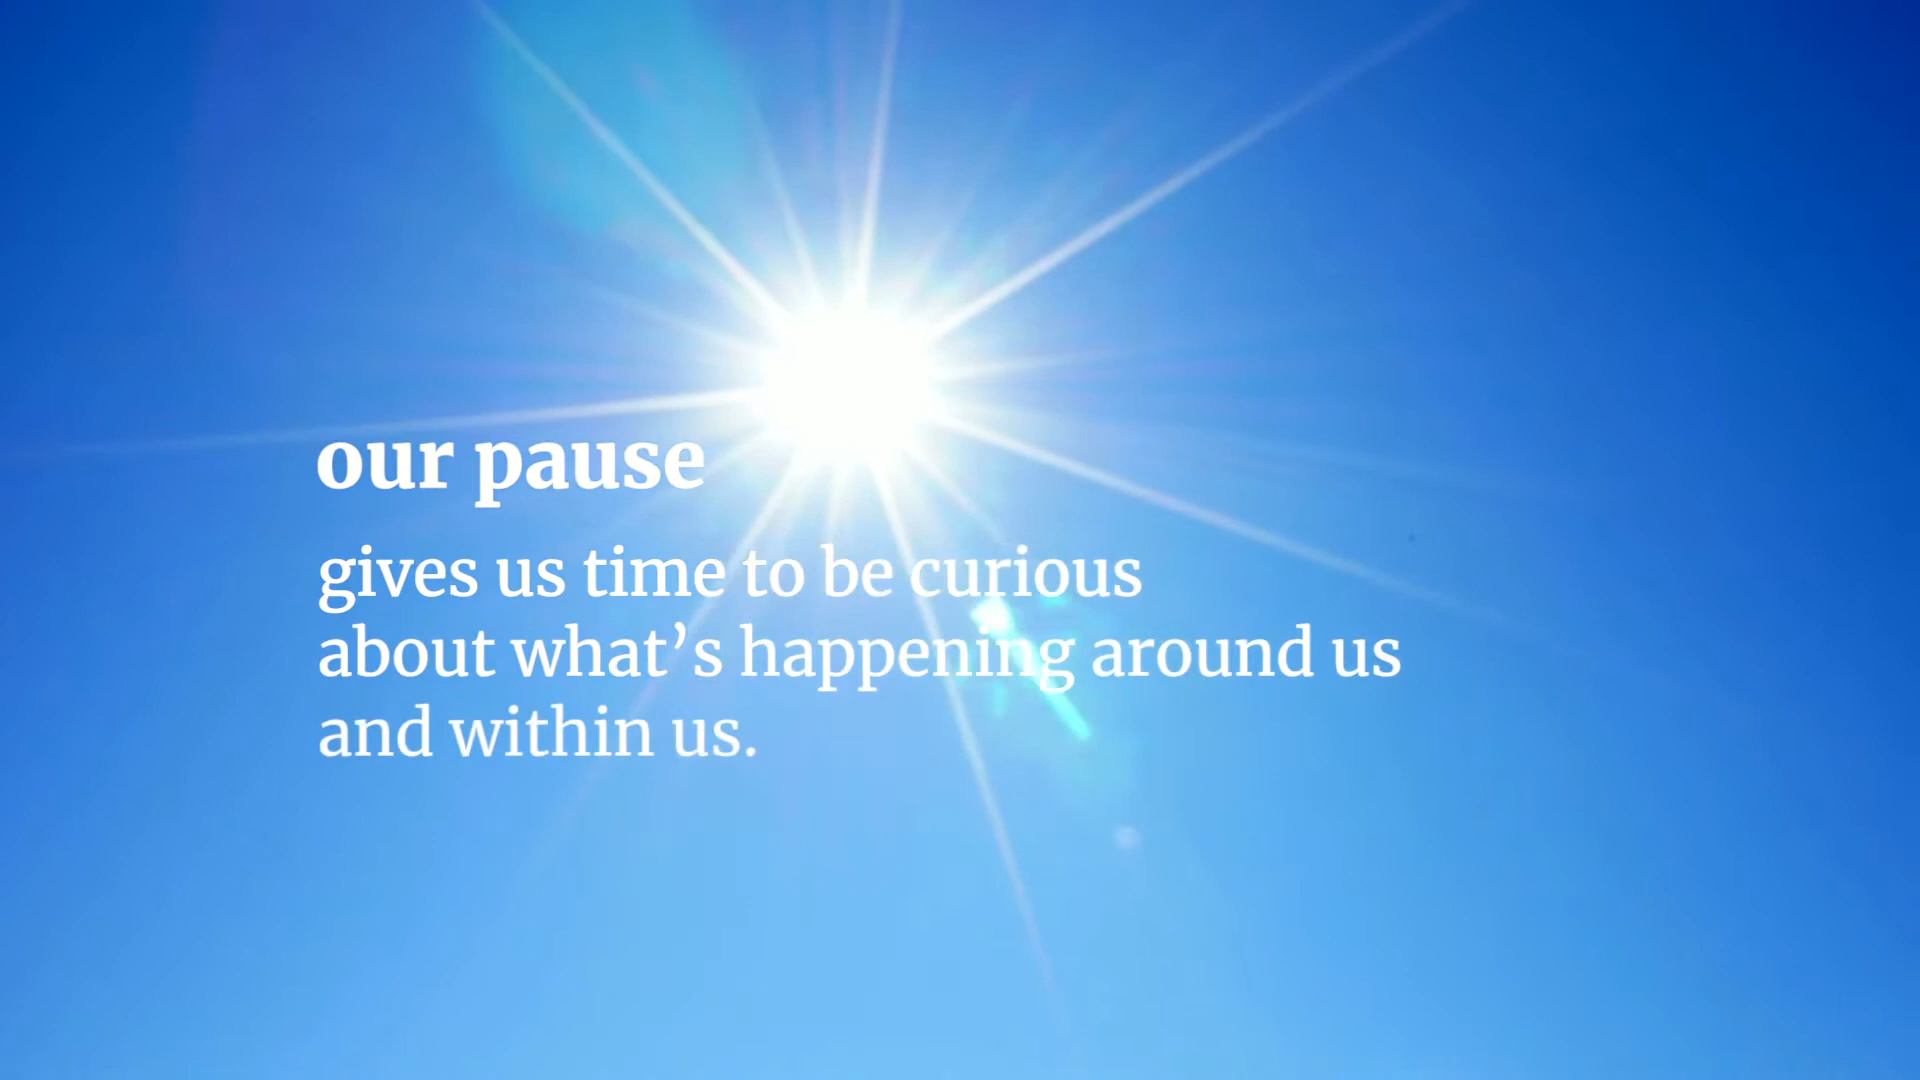 our pause
gives us time to be curious
about what’s happening around us
and within us.